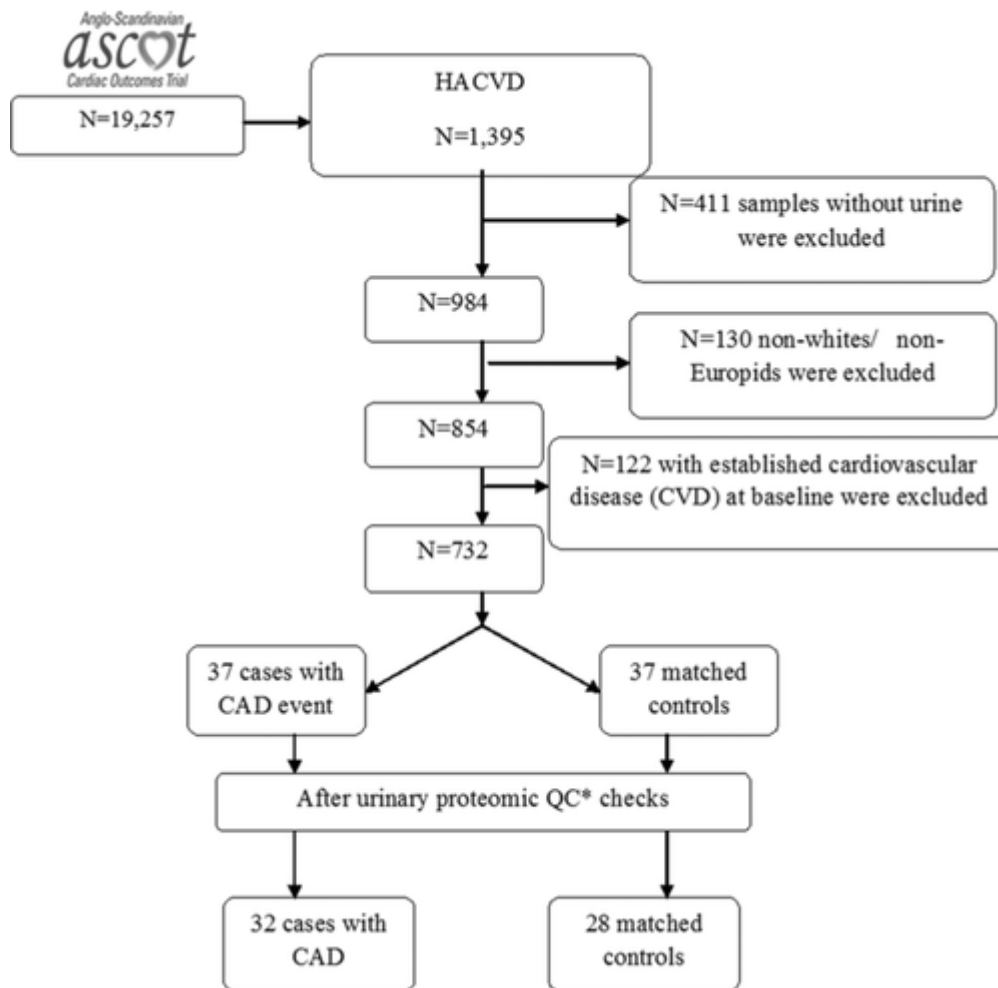 Anglo-Scandinavian
ascot
Cardiac Outcomes Trial
N=19,257
HACVD
N=1,395
N=411 samples without urine
were excluded
N=984
N=130 non-whites/ non-
Europids were excluded
N=854
N=122 with established cardiovascular
disease (CVD) at baseline were excluded
N=732
37 cases with
CAD event
37 matched
controls
After urinary proteomic QC* checks
32 cases with
CAD
28 matched
controls